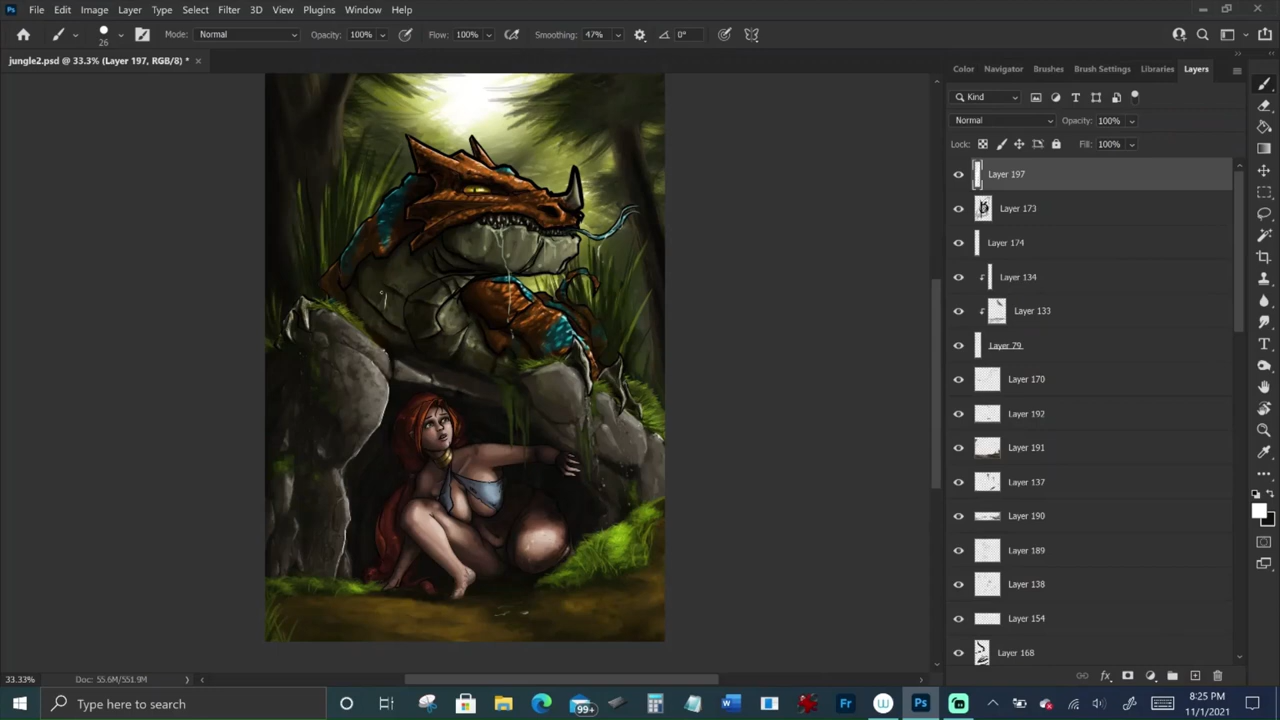 File Edit Image Layer Type Select Filter 3D View Plugins Window Help
26 Mode: Normal Opacity: 100% Flow: 100% Smoothing: 47% 0°
jungle2.psd @ 33.3% (Layer 197, RGB/8) *
Color Navigator Brushes Brush Settings Libraries Layers
Kind
Normal Opacity: 100%
Lock: Fill: 100%
Layer 197
Layer 173
Layer 174
Layer 134
Layer 133
Layer 79
Layer 170
Layer 192
Layer 191
Layer 137
Layer 190
Layer 189
Layer 138
Layer 154
Layer 168
33.33% Doc: 55.6M/551.9M
Type here to search 99+ Fr Ps 8:25 PM
11/1/2021